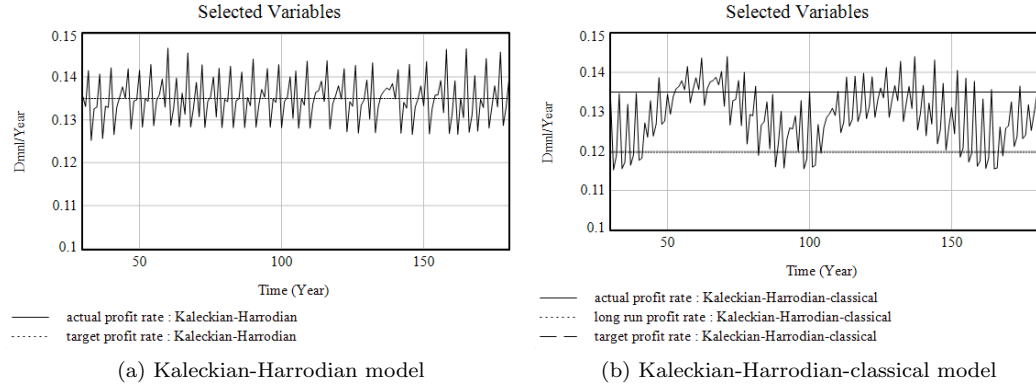 Selected Variables
0.15
0.14
0.13
0.12
0.11
0.1
Dmnl/Year
50
100
150
Time (Year)
actual profit rate : Kaleckian-Harrodian
target profit rate : Kaleckian-Harrodian
(a) Kaleckian-Harrodian model
Selected Variables
0.15
0.14
0.13
0.12
0.11
0.1
Dmnl/Year
50
100
150
Time (Year)
actual profit rate : Kaleckian-Harrodian-classical
long run profit rate : Kaleckian-Harrodian-classical
target profit rate : Kaleckian-Harrodian-classical
(b) Kaleckian-Harrodian-classical model